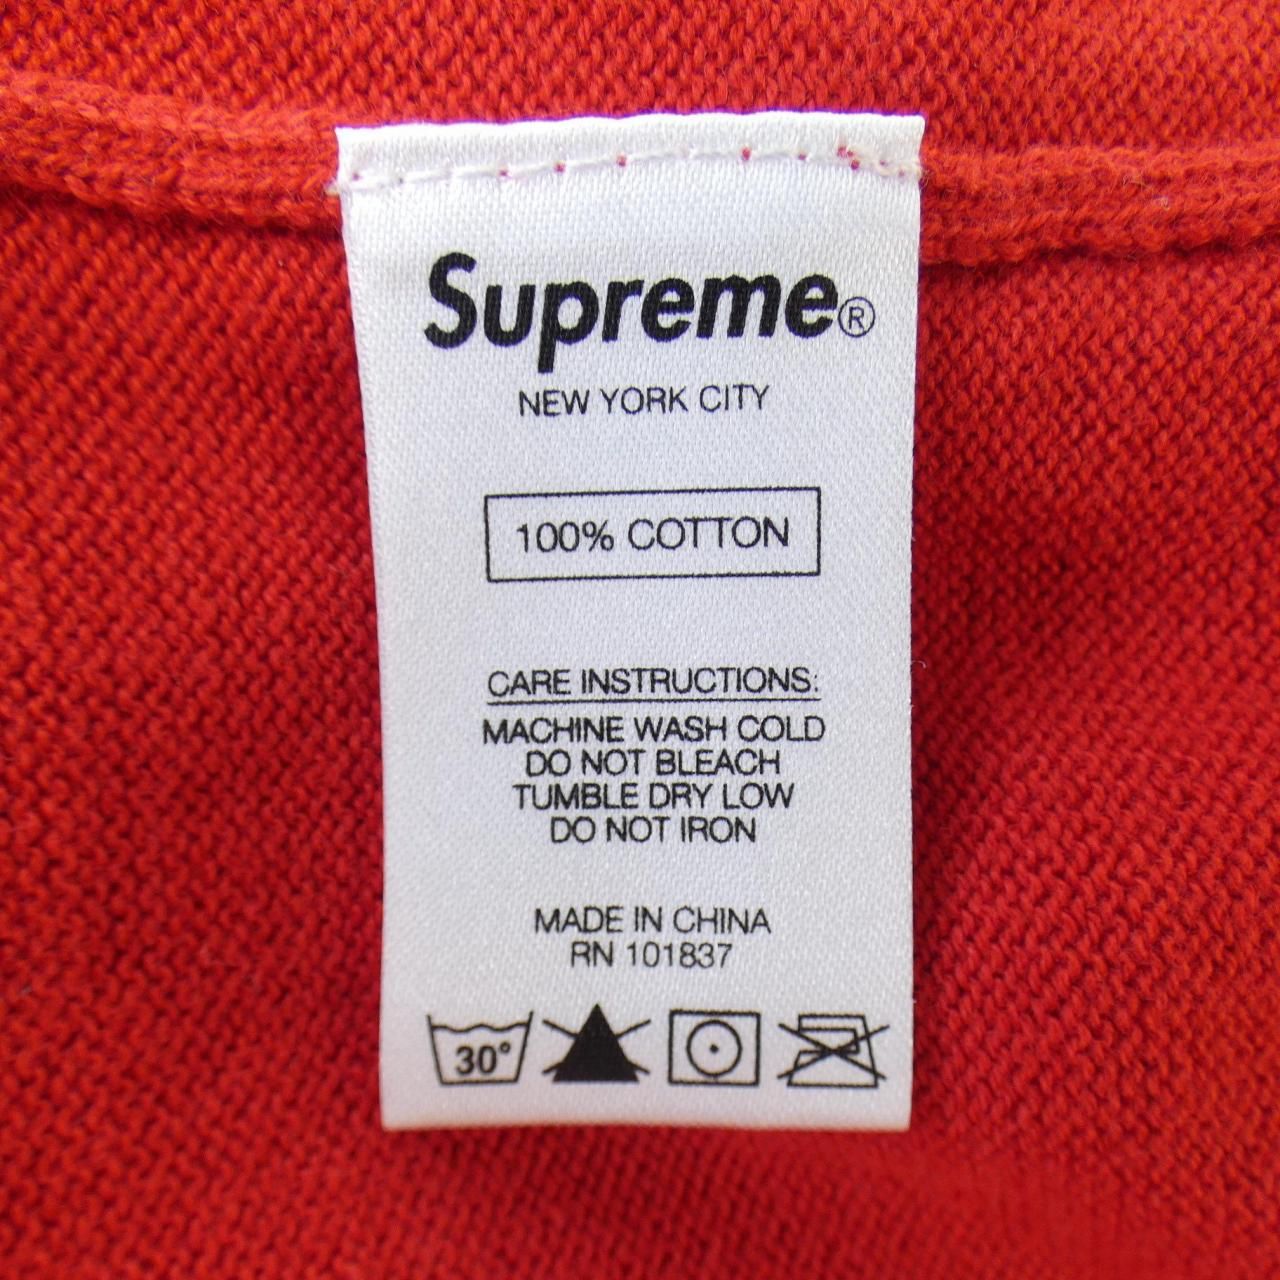 Supreme®
NEW YORK CITY
100% COTTON
CARE INSTRUCTIONS:
MACHINE WASH COLD
DO NOT BLEACH
TUMBLE DRY LOW
DO NOT IRON
MADE IN CHINA
RN 101837
30°